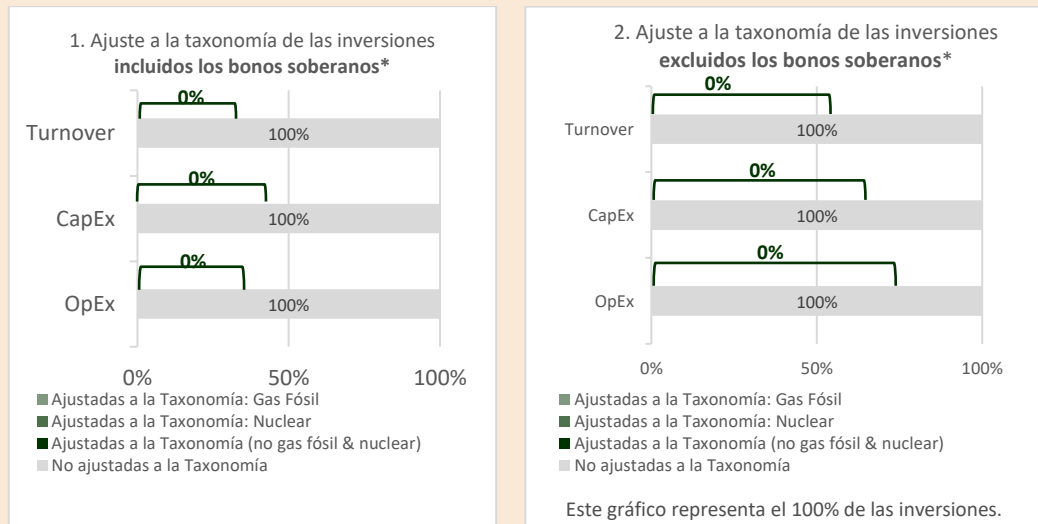 1. Ajuste a la taxonomía de las inversiones
incluidos los bonos soberanos*
0%
Turnover
100%
0%
CapEx
100%
0%
OpEx
100%
0%
50%
100%
Ajustadas a la Taxonomía: Gas Fósil
Ajustadas a la Taxonomía: Nuclear
Ajustadas a la Taxonomía (no gas fósil & nuclear)
No ajustadas a la Taxonomía
2. Ajuste a la taxonomía de las inversiones
excluidos los bonos soberanos*
0%
Turnover
100%
0%
CapEx
100%
0%
OpEx
100%
0%
50%
100%
Ajustadas a la Taxonomía: Gas Fósil
Ajustadas a la Taxonomía: Nuclear
Ajustadas a la Taxonomía (no gas fósil & nuclear)
No ajustadas a la Taxonomía
Este gráfico representa el 100% de las inversiones.